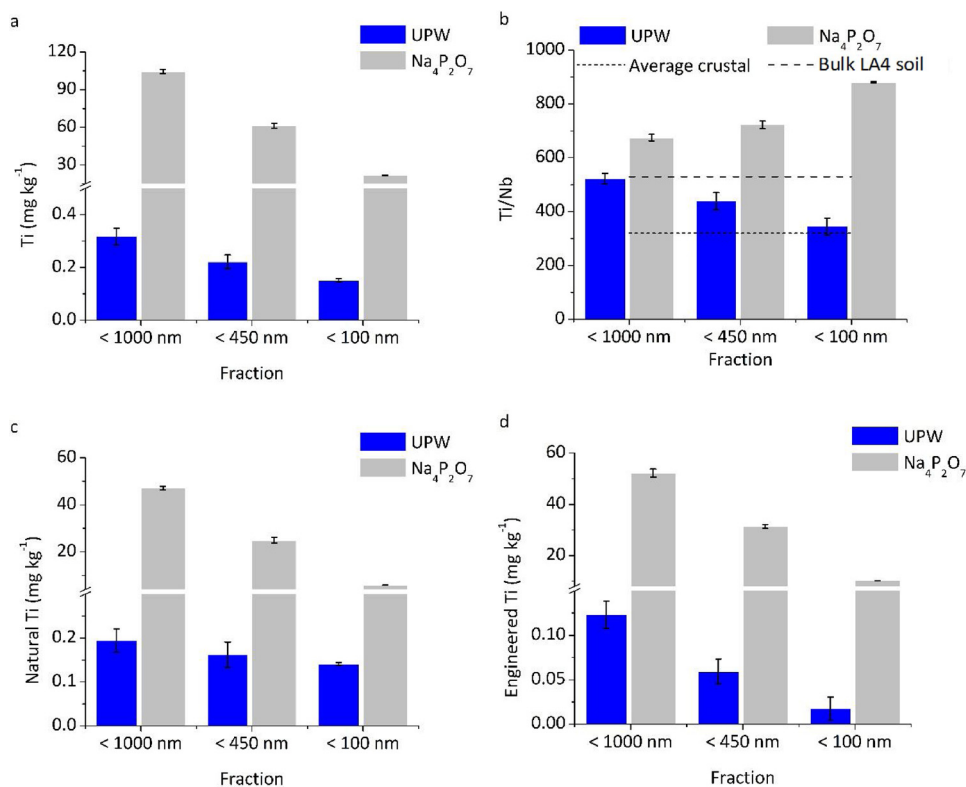 a
UPW
Na₄P₂O₇
Ti (mg kg⁻¹)
120
90
60
30
0.4
0.2
0.0
< 1000 nm
< 450 nm
< 100 nm
Fraction
b
UPW
Na₄P₂O₇
Average crustal
Bulk LA4 soil
Ti/Nb
1000
800
600
400
200
0
< 1000 nm
< 450 nm
< 100 nm
Fraction
c
UPW
Na₄P₂O₇
Natural Ti (mg kg⁻¹)
60
40
20
0.2
0.1
0.0
< 1000 nm
< 450 nm
< 100 nm
Fraction
d
UPW
Na₄P₂O₇
Engineered Ti (mg kg⁻¹)
60
40
20
0.10
0.05
0.00
< 1000 nm
< 450 nm
< 100 nm
Fraction